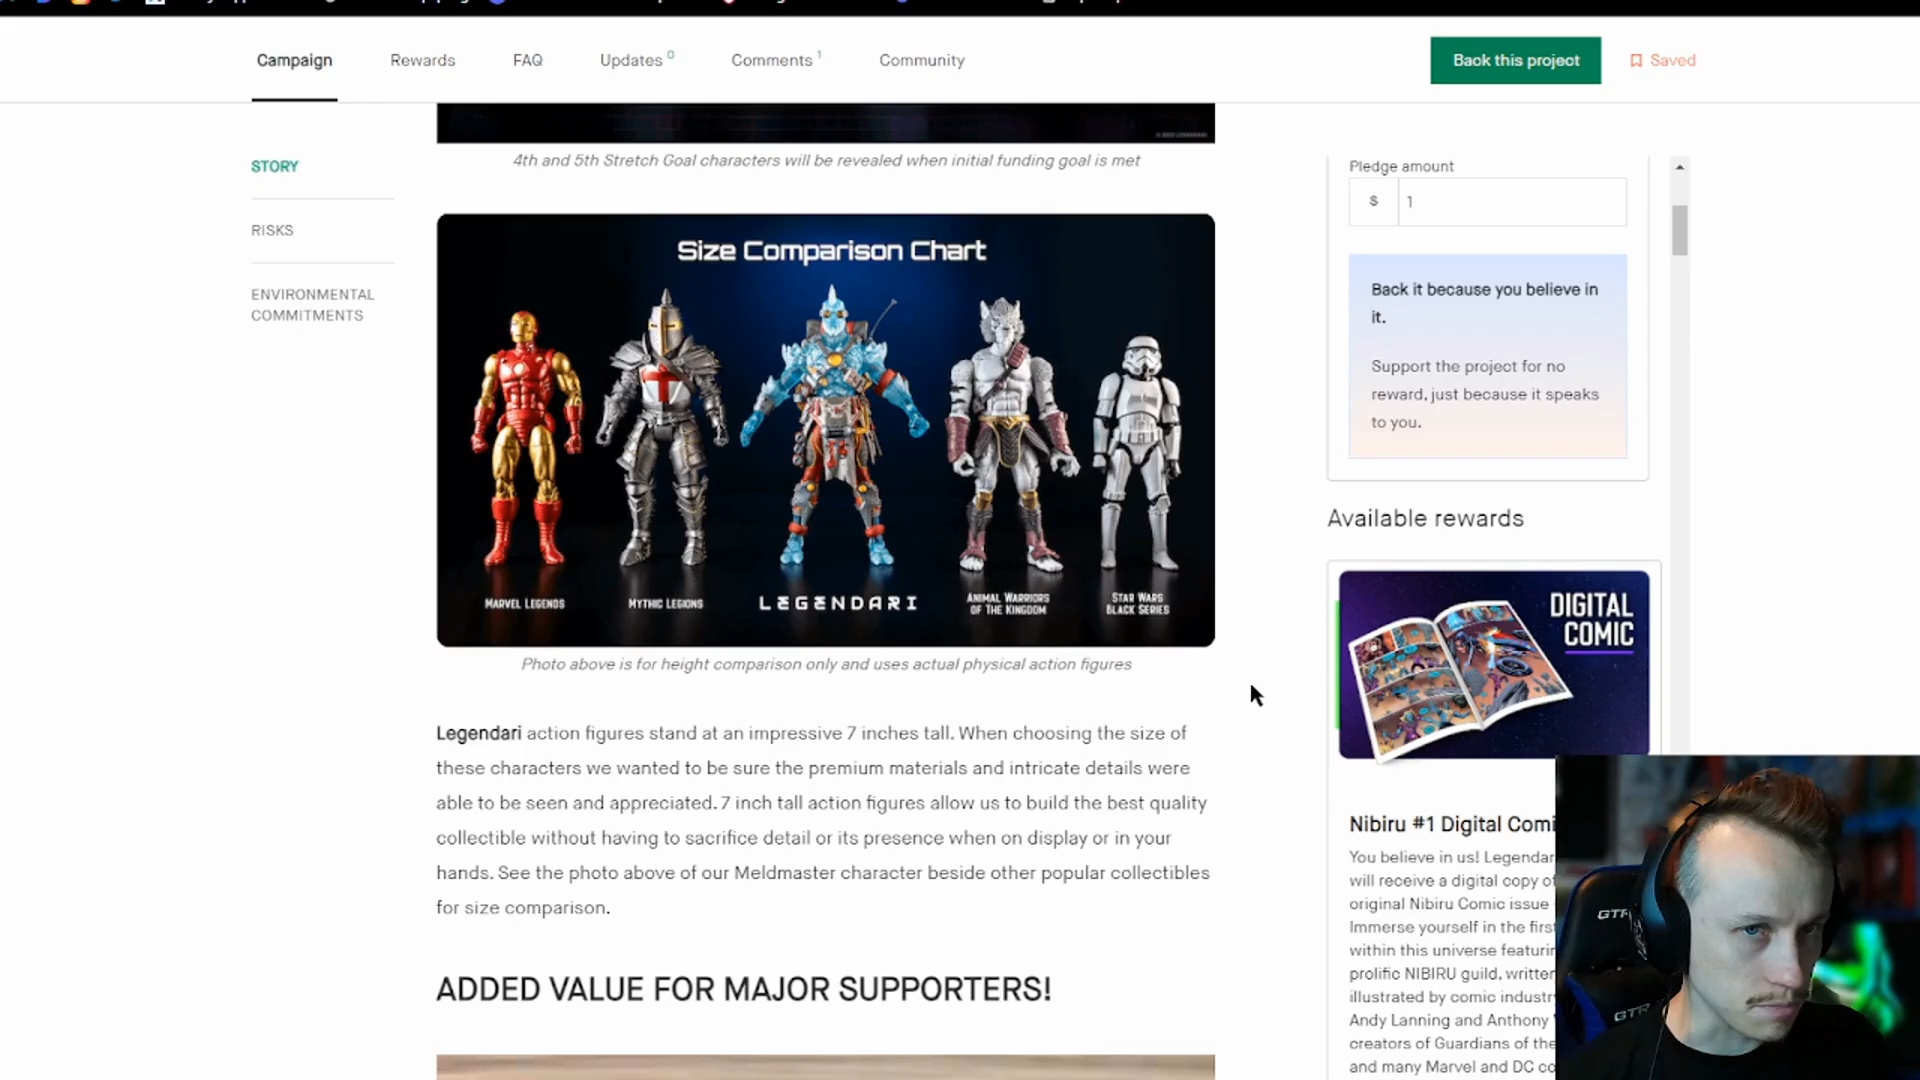 Campaign
Rewards
FAQ
Updates 0
Comments 1
Community
Back this project
Saved
STORY
RISKS
ENVIRONMENTAL
COMMITMENTS
4th and 5th Stretch Goal characters will be revealed when initial funding goal is met
Size Comparison Chart
MARVEL LEGENDS
MYTHIC LEGIONS
LEGENDARI
ANIMAL WARRIORS
OF THE KINGDOM
STAR WARS
BLACK SERIES
Photo above is for height comparison only and uses actual physical action figures
Legendari action figures stand at an impressive 7 inches tall. When choosing the size of
these characters we wanted to be sure the premium materials and intricate details were
able to be seen and appreciated. 7 inch tall action figures allow us to build the best quality
collectible without having to sacrifice detail or its presence when on display or in your
hands. See the photo above of our Meldmaster character beside other popular collectibles
for size comparison.
ADDED VALUE FOR MAJOR SUPPORTERS!
Pledge amount
$ 1
Back it because you believe in
it.
Support the project for no
reward, just because it speaks
to you.
Available rewards
DIGITAL
COMIC
Nibiru #1 Digital Comi
You believe in us! Legendar
will receive a digital copy of
original Nibiru Comic issue
Immerse yourself in the first
within this universe featurin
prolific NIBIRU guild, written
illustrated by comic industry
Andy Lanning and Anthony
creators of Guardians of the
and many Marvel and DC co
GTR
GTR